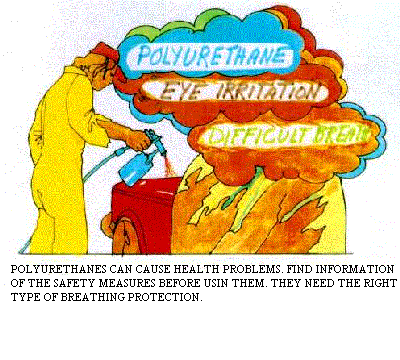 POLYURETHANE
EYE IRRITATION
DIFFICULT BREAT
POLYURETHANES CAN CAUSE HEALTH PROBLEMS. FIND INFORMATION
OF THE SAFETY MEASURES BEFORE USIN THEM. THEY NEED THE RIGHT
TYPE OF BREATHING PROTECTION.